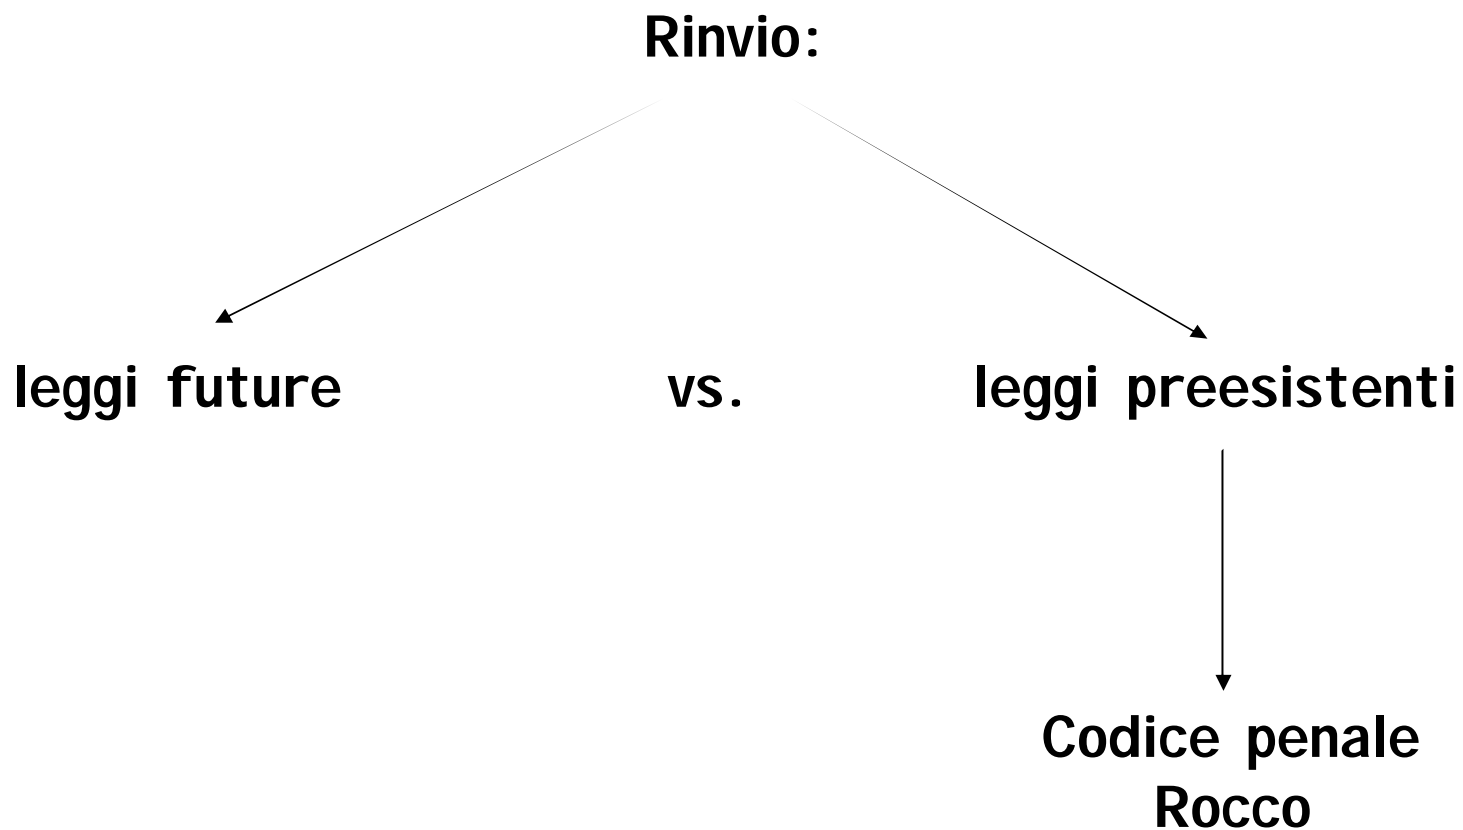 Rinvio:
leggi future vs. leggi preesistenti
Codice penale
Rocco